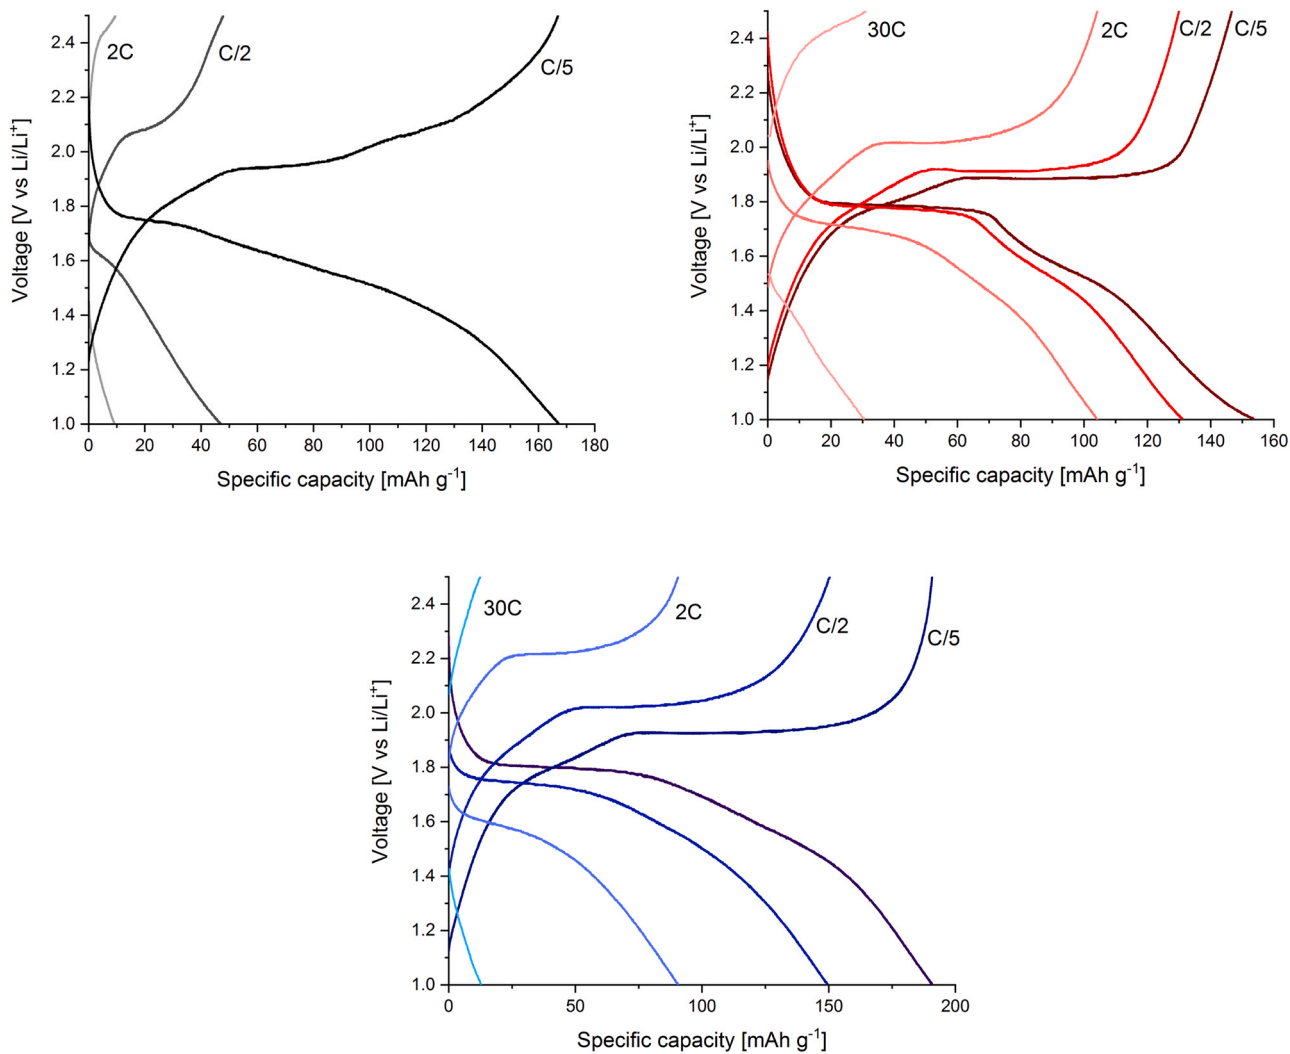 2.4
2.2
2.0
1.8
1.6
1.4
1.2
1.0
Voltage [V vs Li/Li⁺]
2C
C/2
C/5
0 20 40 60 80 100 120 140 160 180
Specific capacity [mAh g⁻¹]
2.4
2.2
2.0
1.8
1.6
1.4
1.2
1.0
Voltage [V vs Li/Li⁺]
30C
2C
C/2
C/5
0 20 40 60 80 100 120 140 160
Specific capacity [mAh g⁻¹]
2.4
2.2
2.0
1.8
1.6
1.4
1.2
1.0
Voltage [V vs Li/Li⁺]
30C
2C
C/2
C/5
0 50 100 150 200
Specific capacity [mAh g⁻¹]